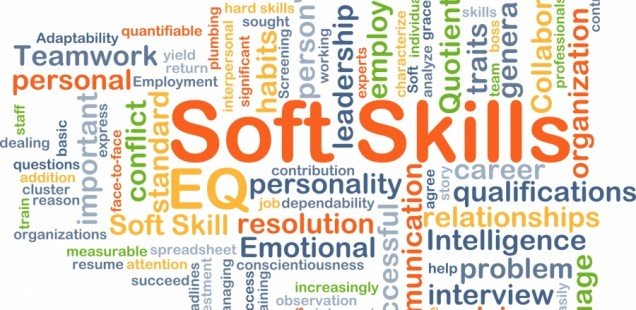 Adaptability
quantifiable
Teamwork
yield
return
plumbing
personal
Employment
hard skills
sought
interpersonal
significant
habits
Screening
person
working
leadership
experts
employ
characterize
Soft
individual
analyze
grace
Quotient
skills
traits
team
boss
general
professionals
organization
staff
dealing
basic
questions
addition
cluster
reason
train
organizations
important
express
face-to-face
conflict
standard
Soft Skills
EQ
contribution
personality
job
dependability
Soft Skill
resolution
Emotional
measurable
spreadsheet
resume
attention
conscientiousness
succeed
increasingly
observation
agree
story
career
qualifications
relationships
Intelligence
help
problem
interview